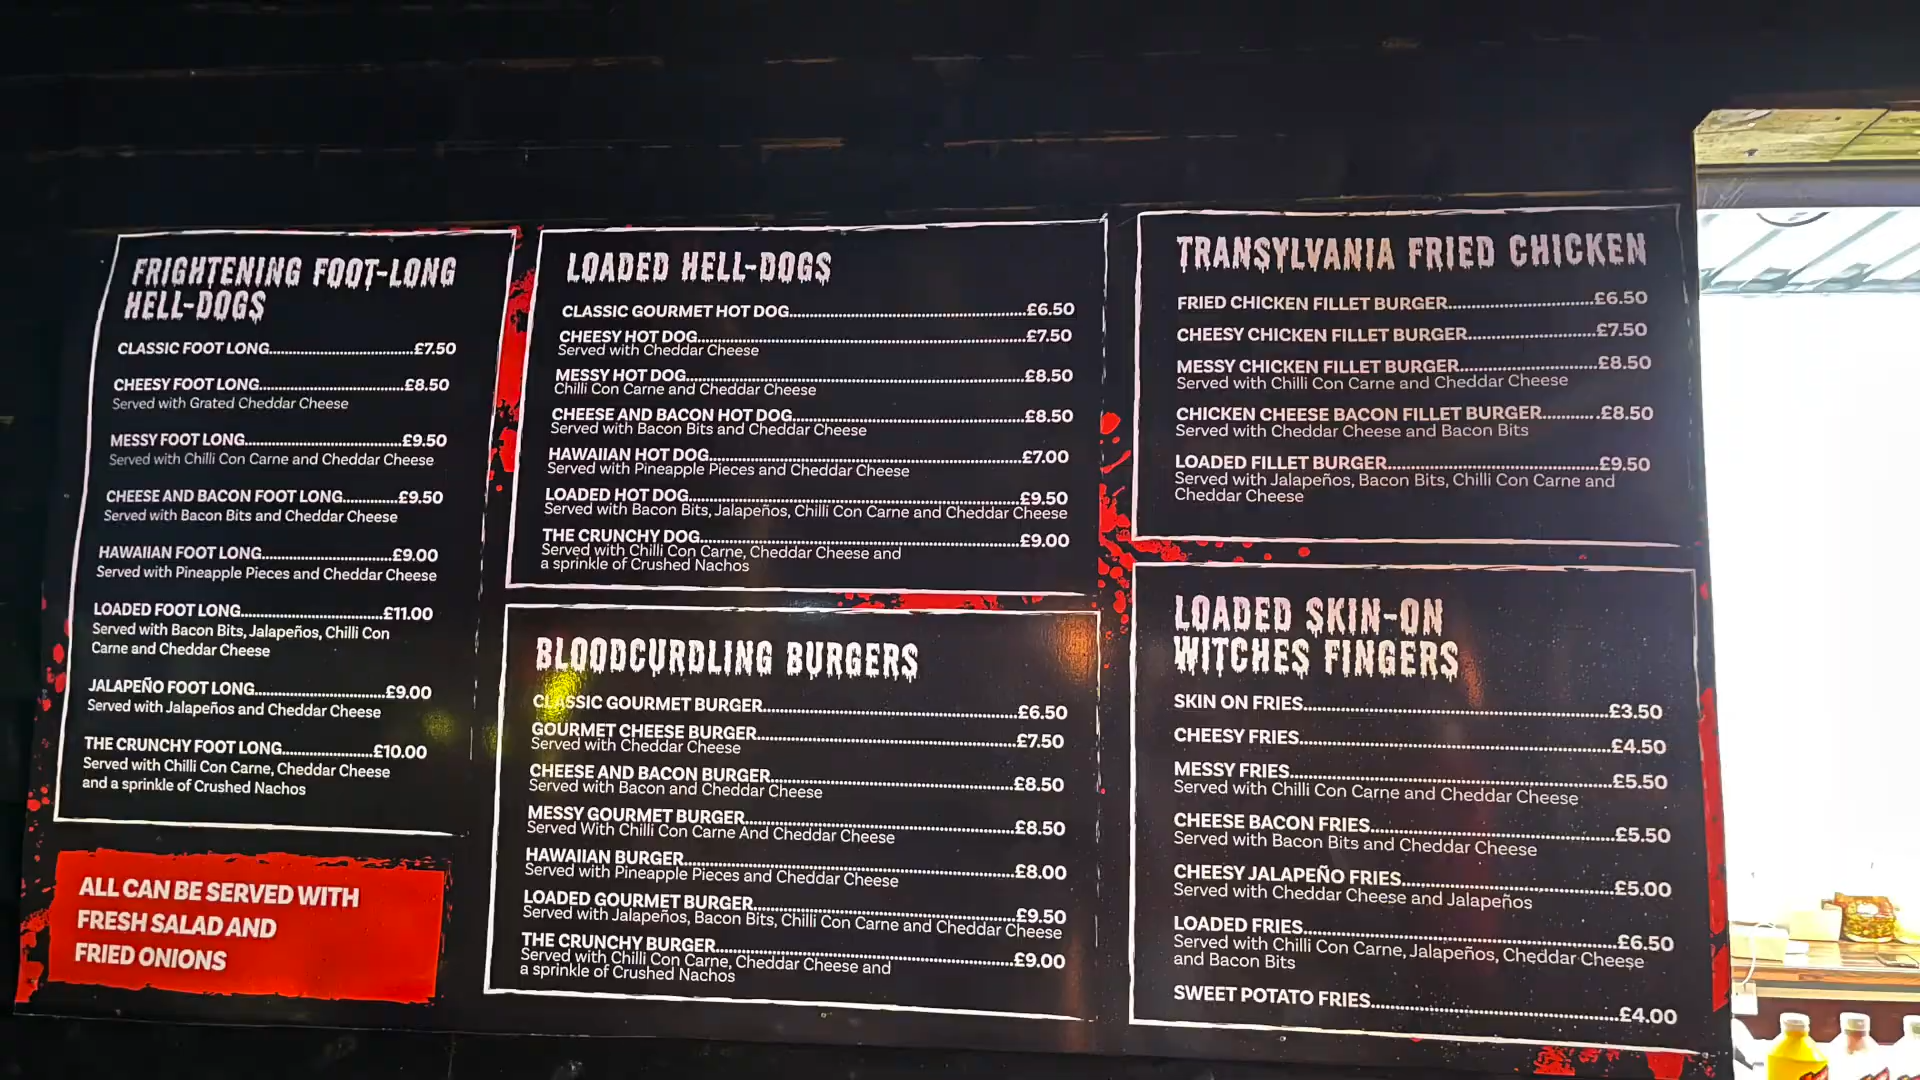 FRIGHTENING FOOT-LONG
HELL-DOGS
CLASSIC FOOT LONG..........£7.50
CHEESY FOOT LONG..........£8.50
Served with Grated Cheddar Cheese
MESSY FOOT LONG..........£9.50
Served with Chilli Con Carne and Cheddar Cheese
CHEESE AND BACON FOOT LONG..........£9.50
Served with Bacon Bits and Cheddar Cheese
HAWAIIAN FOOT LONG..........£9.00
Served with Pineapple Pieces and Cheddar Cheese
LOADED FOOT LONG..........£11.00
Served with Bacon Bits, Jalapeños, Chilli Con
Carne and Cheddar Cheese
JALAPEÑO FOOT LONG..........£9.00
Served with Jalapeños and Cheddar Cheese
THE CRUNCHY FOOT LONG..........£10.00
Served with Chilli Con Carne, Cheddar Cheese
and a sprinkle of Crushed Nachos
ALL CAN BE SERVED WITH
FRESH SALAD AND
FRIED ONIONS
LOADED HELL-DOGS
CLASSIC GOURMET HOT DOG..........£6.50
CHEESY HOT DOG..........£7.50
Served with Cheddar Cheese
MESSY HOT DOG..........£8.50
Chilli Con Carne and Cheddar Cheese
CHEESE AND BACON HOT DOG..........£8.50
Served with Bacon Bits and Cheddar Cheese
HAWAIIAN HOT DOG..........£7.00
Served with Pineapple Pieces and Cheddar Cheese
LOADED HOT DOG..........£9.50
Served with Bacon Bits, Jalapeños, Chilli Con Carne and Cheddar Cheese
THE CRUNCHY DOG..........£9.00
Served with Chilli Con Carne, Cheddar Cheese and
a sprinkle of Crushed Nachos
BLOODCURDLING BURGERS
CLASSIC GOURMET BURGER..........£6.50
GOURMET CHEESE BURGER..........£7.50
Served with Cheddar Cheese
CHEESE AND BACON BURGER..........£8.50
Served with Bacon and Cheddar Cheese
MESSY GOURMET BURGER..........£8.50
Served With Chilli Con Carne And Cheddar Cheese
HAWAIIAN BURGER..........£8.00
Served with Pineapple Pieces and Cheddar Cheese
LOADED GOURMET BURGER..........£9.50
Served with Jalapeños, Bacon Bits, Chilli Con Carne and Cheddar Cheese
THE CRUNCHY BURGER..........£9.00
Served with Chilli Con Carne, Cheddar Cheese and
a sprinkle of Crushed Nachos
TRANSYLVANIA FRIED CHICKEN
FRIED CHICKEN FILLET BURGER..........£6.50
CHEESY CHICKEN FILLET BURGER..........£7.50
MESSY CHICKEN FILLET BURGER..........£8.50
Served with Chilli Con Carne and Cheddar Cheese
CHICKEN CHEESE BACON FILLET BURGER..........£8.50
Served with Cheddar Cheese and Bacon Bits
LOADED FILLET BURGER..........£9.50
Served with Jalapeños, Bacon Bits, Chilli Con Carne and
Cheddar Cheese
LOADED SKIN-ON
WITCHES FINGERS
SKIN ON FRIES..........£3.50
CHEESY FRIES..........£4.50
MESSY FRIES..........£5.50
Served with Chilli Con Carne and Cheddar Cheese
CHEESE BACON FRIES..........£5.50
Served with Bacon Bits and Cheddar Cheese
CHEESY JALAPEÑO FRIES..........£5.00
Served with Cheddar Cheese and Jalapeños
LOADED FRIES..........£6.50
Served with Chilli Con Carne, Jalapeños, Cheddar Cheese
and Bacon Bits
SWEET POTATO FRIES..........£4.00